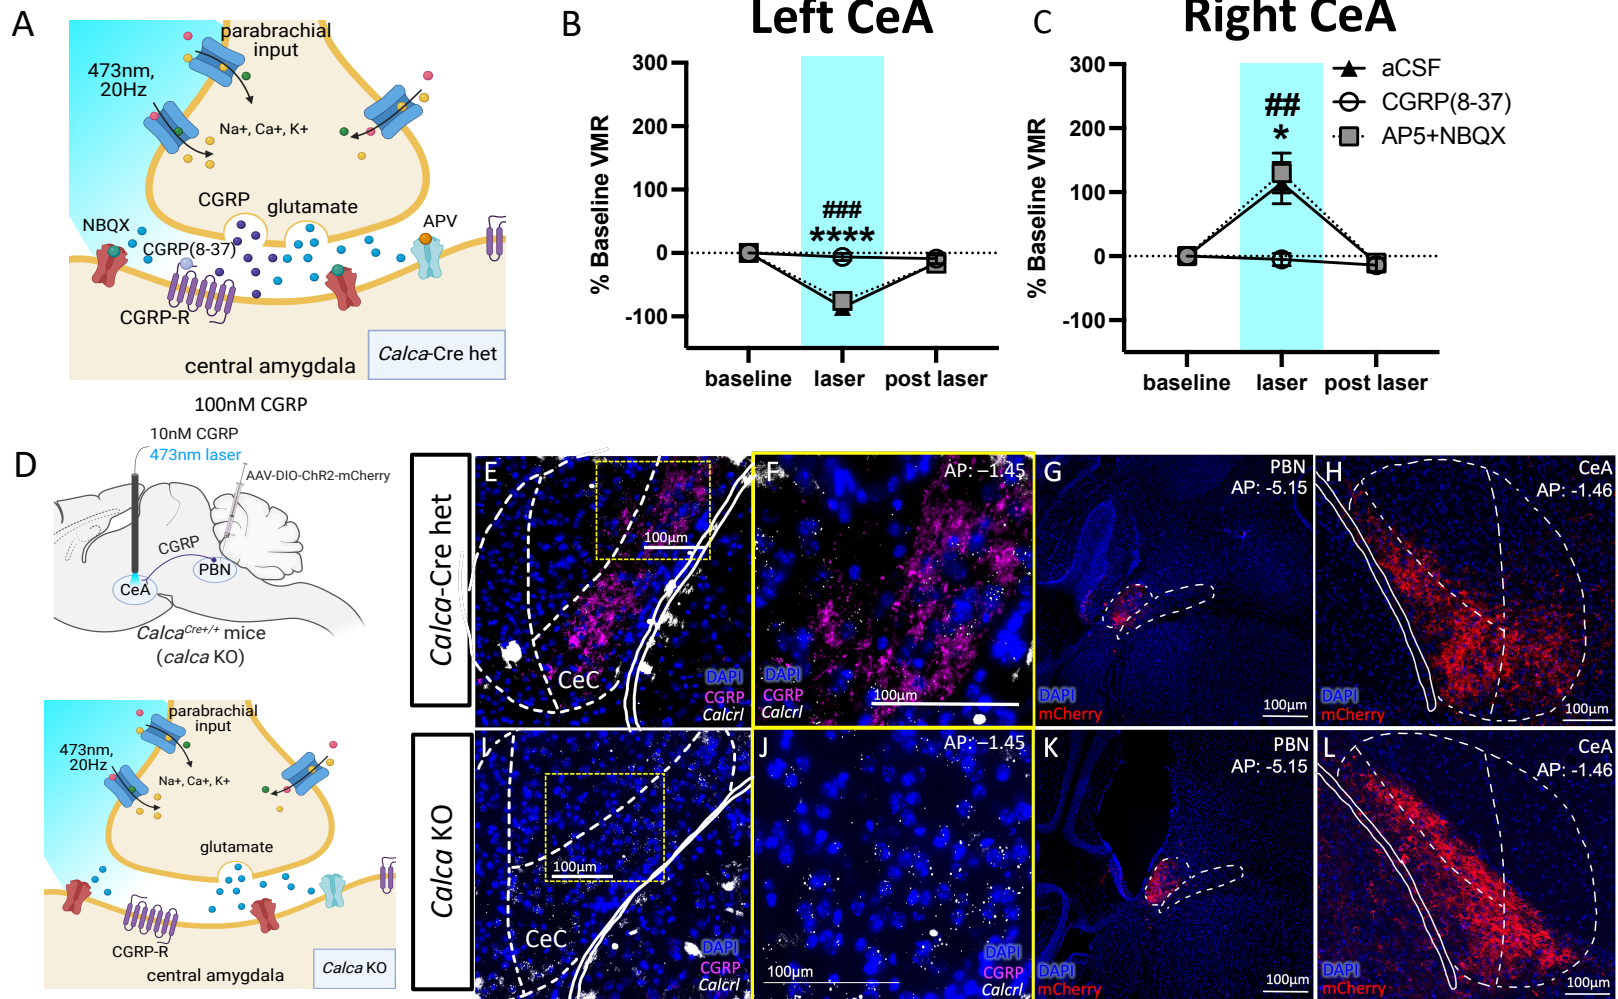 A
parabrachial
input
473nm,
20Hz
Na+, Ca+, K+
CGRP
glutamate
NBQX
APV
CGRP(8-37)
CGRP-R
central amygdala
Calca-Cre het
B
Left CeA
% Baseline VMR
300
200
100
0
-100
###
****
baseline
laser
post laser
C
Right CeA
% Baseline VMR
300
200
100
0
-100
##
*
baseline
laser
post laser
aCSF
CGRP(8-37)
AP5+NBQX
D
100nM CGRP
10nM CGRP
473nm laser
AAV-DIO-ChR2-mCherry
CGRP
PBN
CeA
CalcaCre+/+ mice
(calca KO)
parabrachial
input
473nm,
20Hz
Na+, Ca+, K+
glutamate
CGRP-R
central amygdala
Calca KO
Calca-Cre het
E
100µm
CeC
DAPI
CGRP
Calcrl
F
AP: –1.45
100µm
DAPI
CGRP
Calcrl
G
PBN
AP: -5.15
DAPI
mCherry
100µm
H
CeA
AP: -1.46
DAPI
mCherry
100µm
Calca KO
I
100µm
CeC
DAPI
CGRP
Calcrl
J
AP: –1.45
100µm
DAPI
CGRP
Calcrl
K
PBN
AP: -5.15
DAPI
mCherry
100µm
L
CeA
AP: -1.46
DAPI
mCherry
100µm